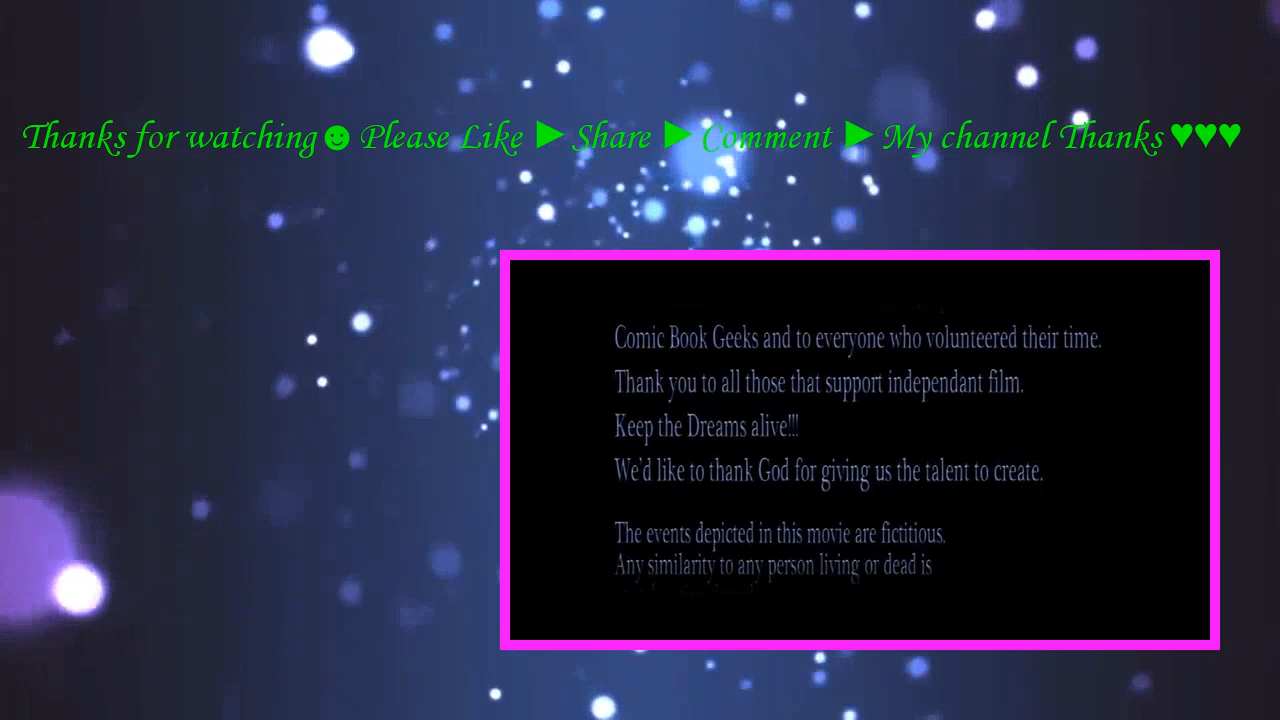 Thanks for watching☻Please Like ► Share ► Comment ► My channel Thanks♥♥♥
Comic Book Geeks and to everyone who volunteered their time.
Thank you to all those that support independant film.
Keep the Dreams alive!!!
We'd like to thank God for giving us the talent to create.
The events depicted in this movie are fictitious.
Any similarity to any person living or dead is